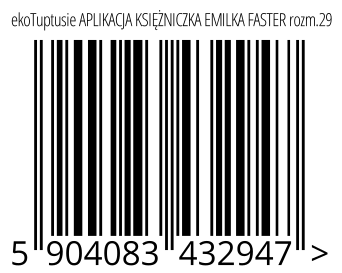 ekoTuptusie APLIKACJA KSIĘŻNICZKA EMILKA FASTER rozm.29
5 904083 432947 >